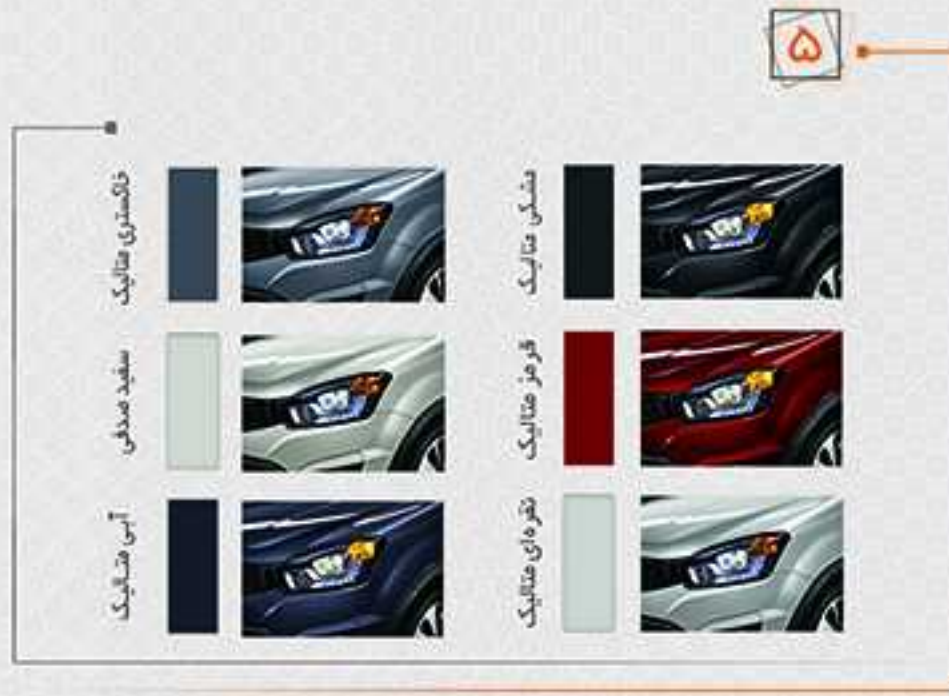 ۵
خاکستری متالیک
مشکی متالیک
سفید صدفی
قرمز متالیک
آبی متالیک
نقره‌ای متالیک